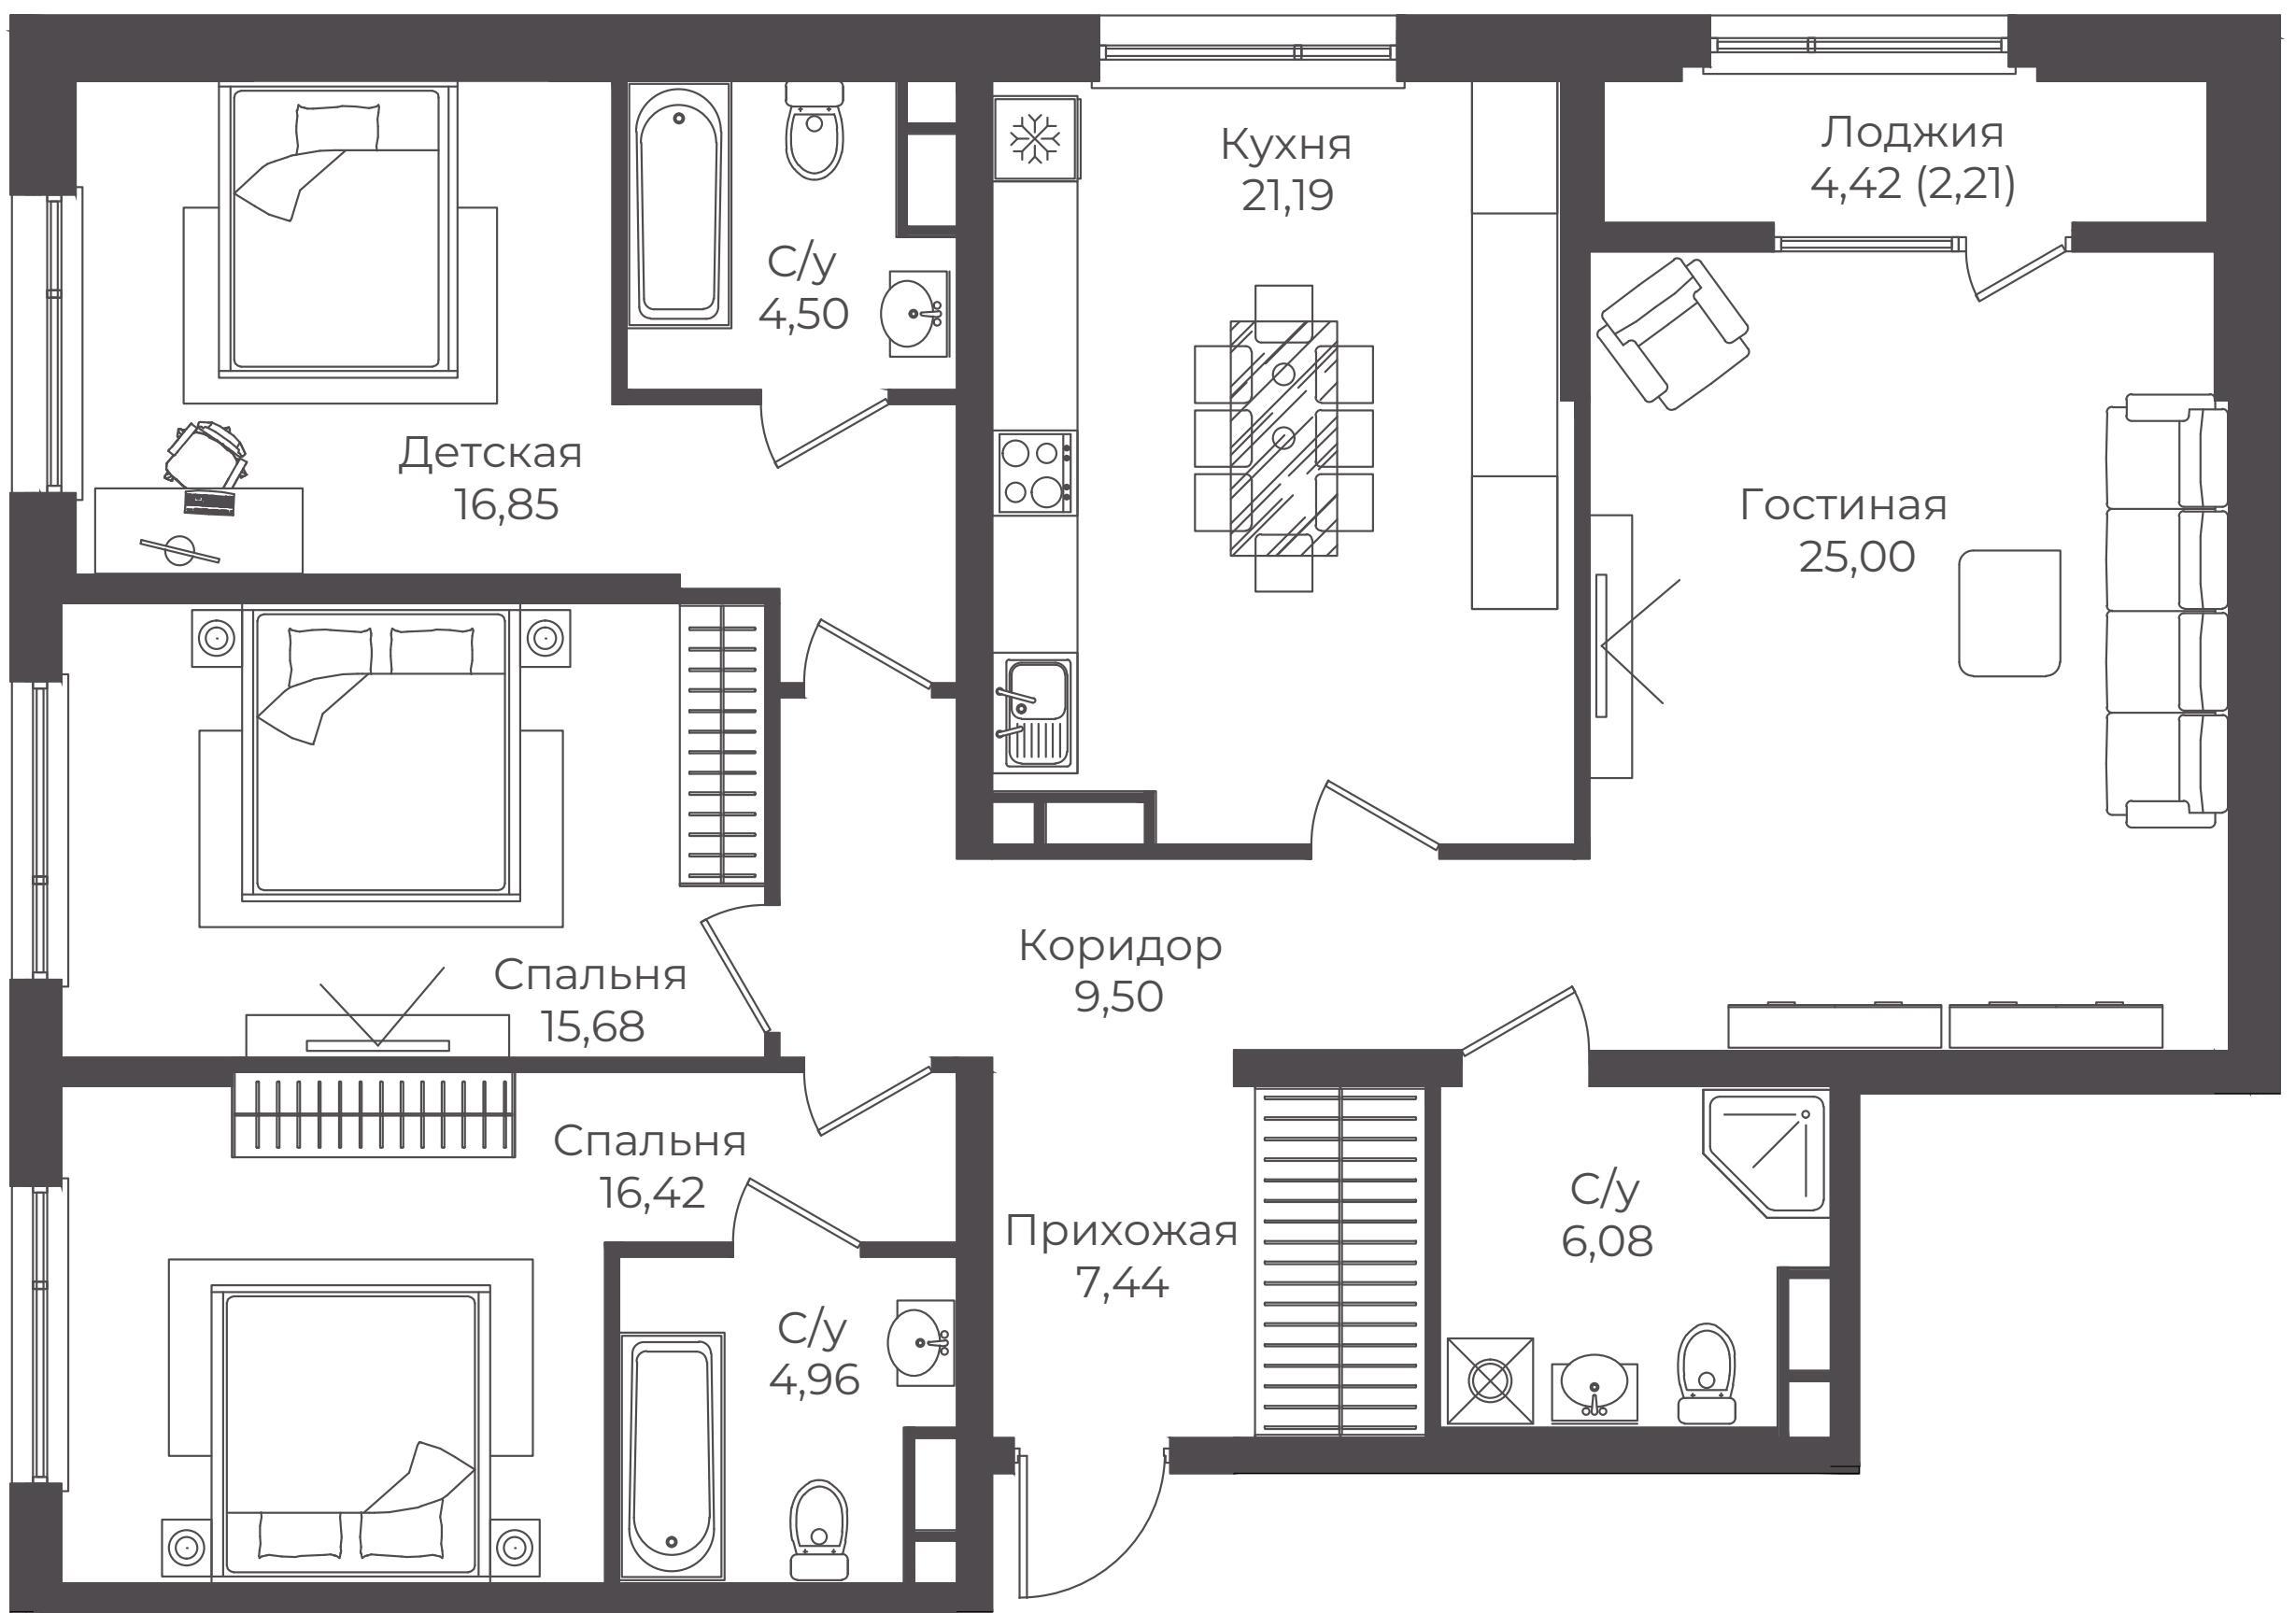 Кухня
21,19
Лоджия
4,42 (2,21)
С/у
4,50
Детская
16,85
Гостиная
25,00
Спальня
15,68
Коридор
9,50
Спальня
16,42
Прихожая
7,44
С/у
6,08
С/у
4,96